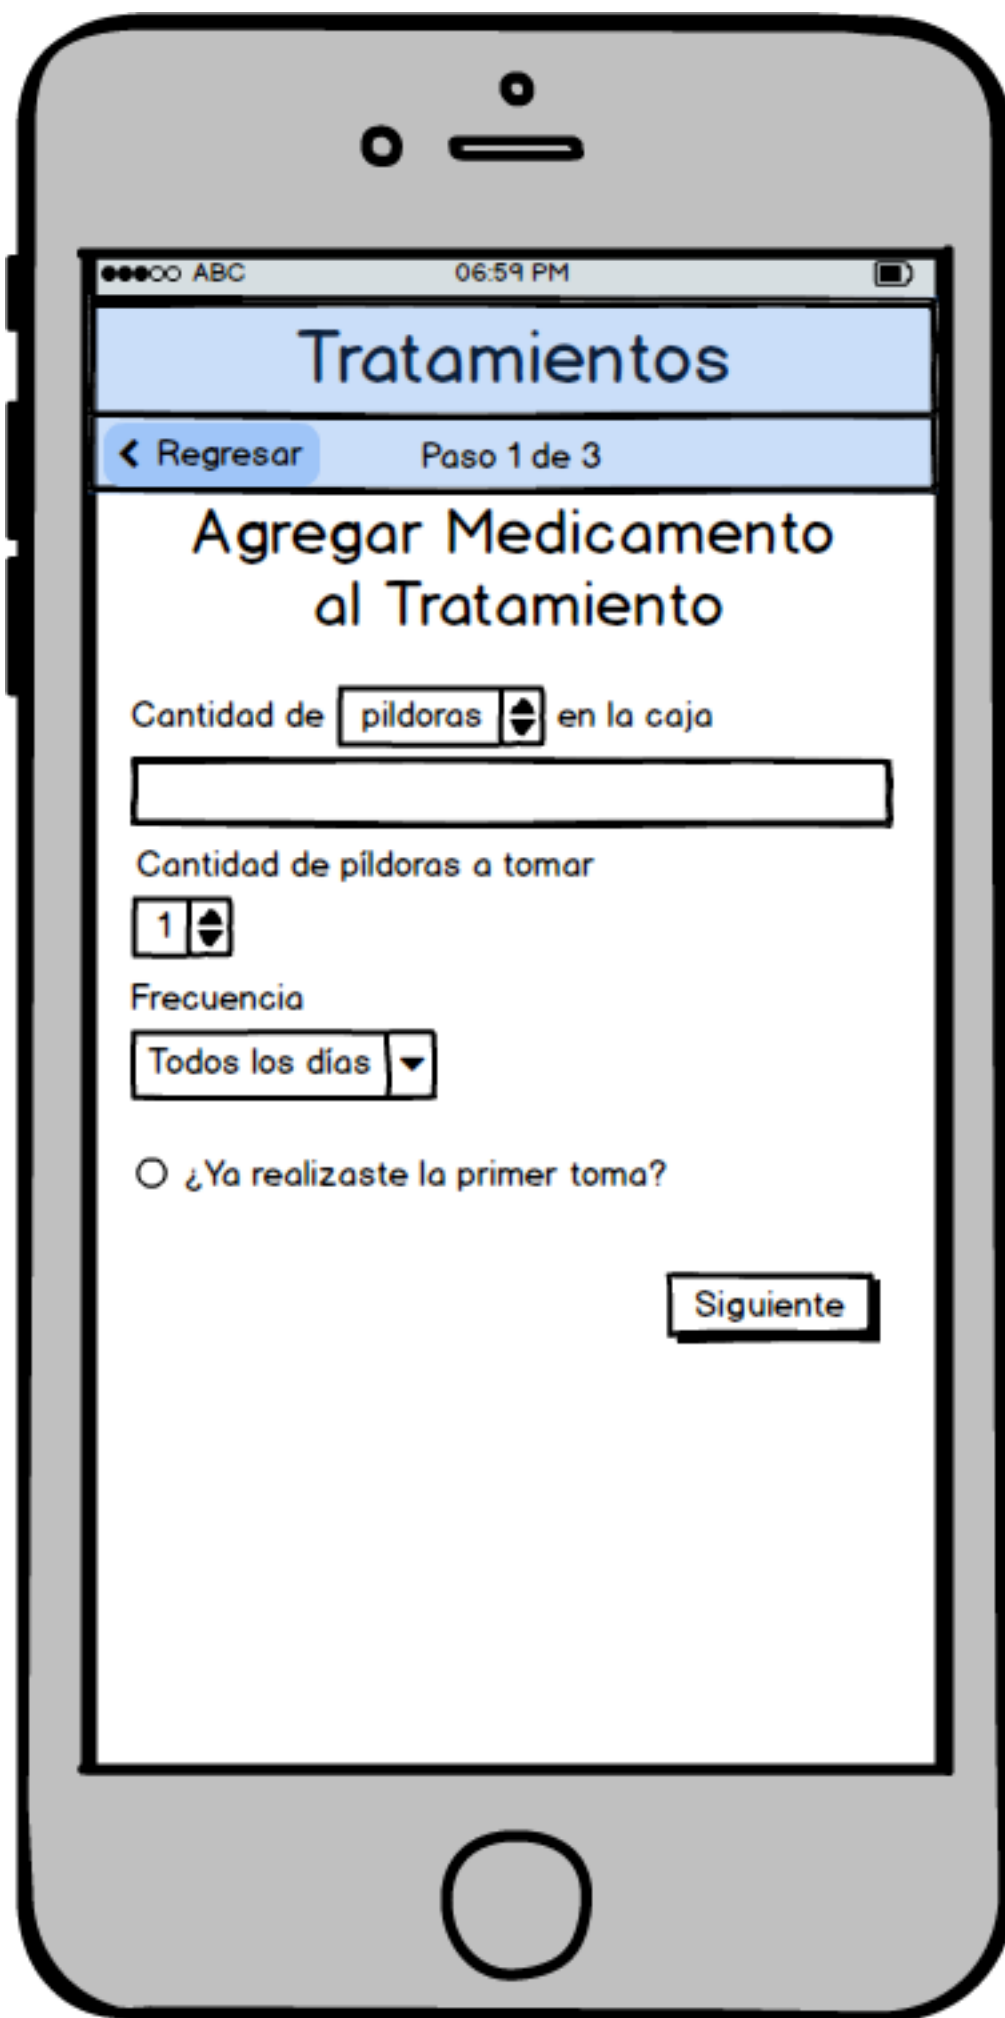 ABC 06:59 PM
Tratamientos
Regresar Paso 1 de 3
Agregar Medicamento
al Tratamiento
Cantidad de pildoras en la caja
Cantidad de píldoras a tomar
1
Frecuencia
Todos los días
¿Ya realizaste la primer toma?
Siguiente